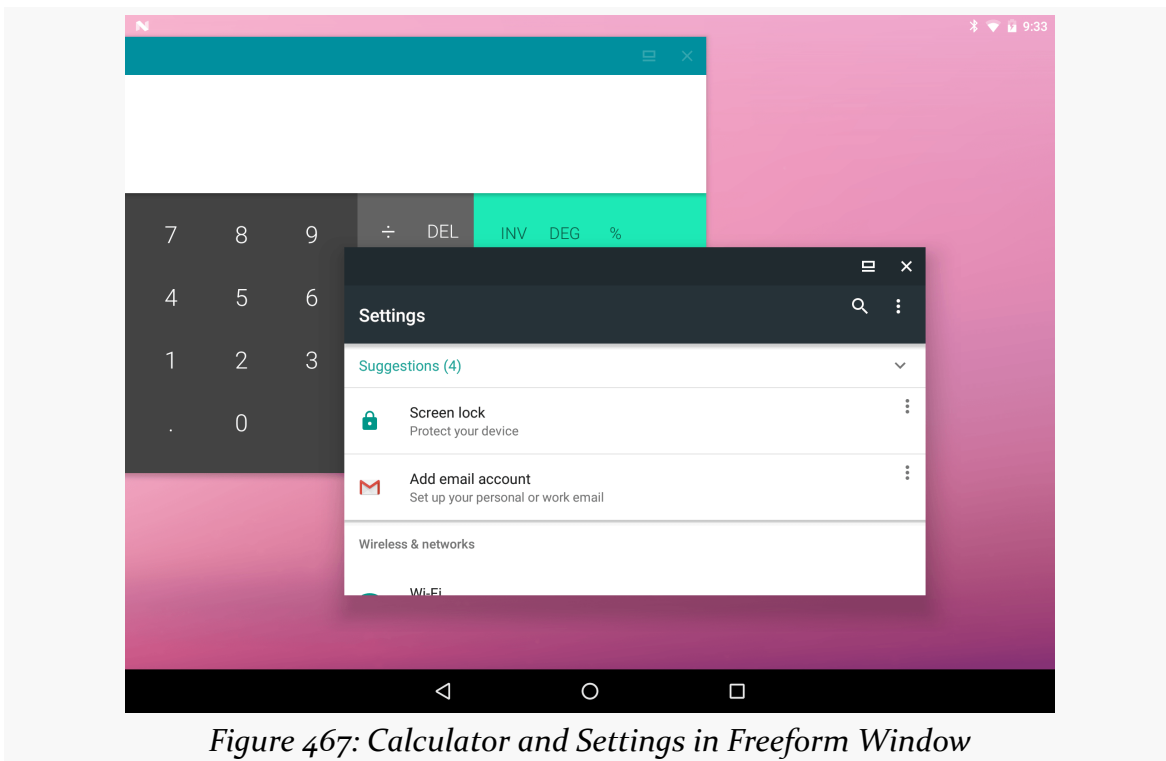 9:33
7 8 9 ÷ DEL INV DEG %
4 5 6
Settings
1 2 3
Suggestions (4)
. 0
Screen lock
Protect your device
Add email account
Set up your personal or work email
Wireless & networks
Wi-Fi
Figure 467: Calculator and Settings in Freeform Window